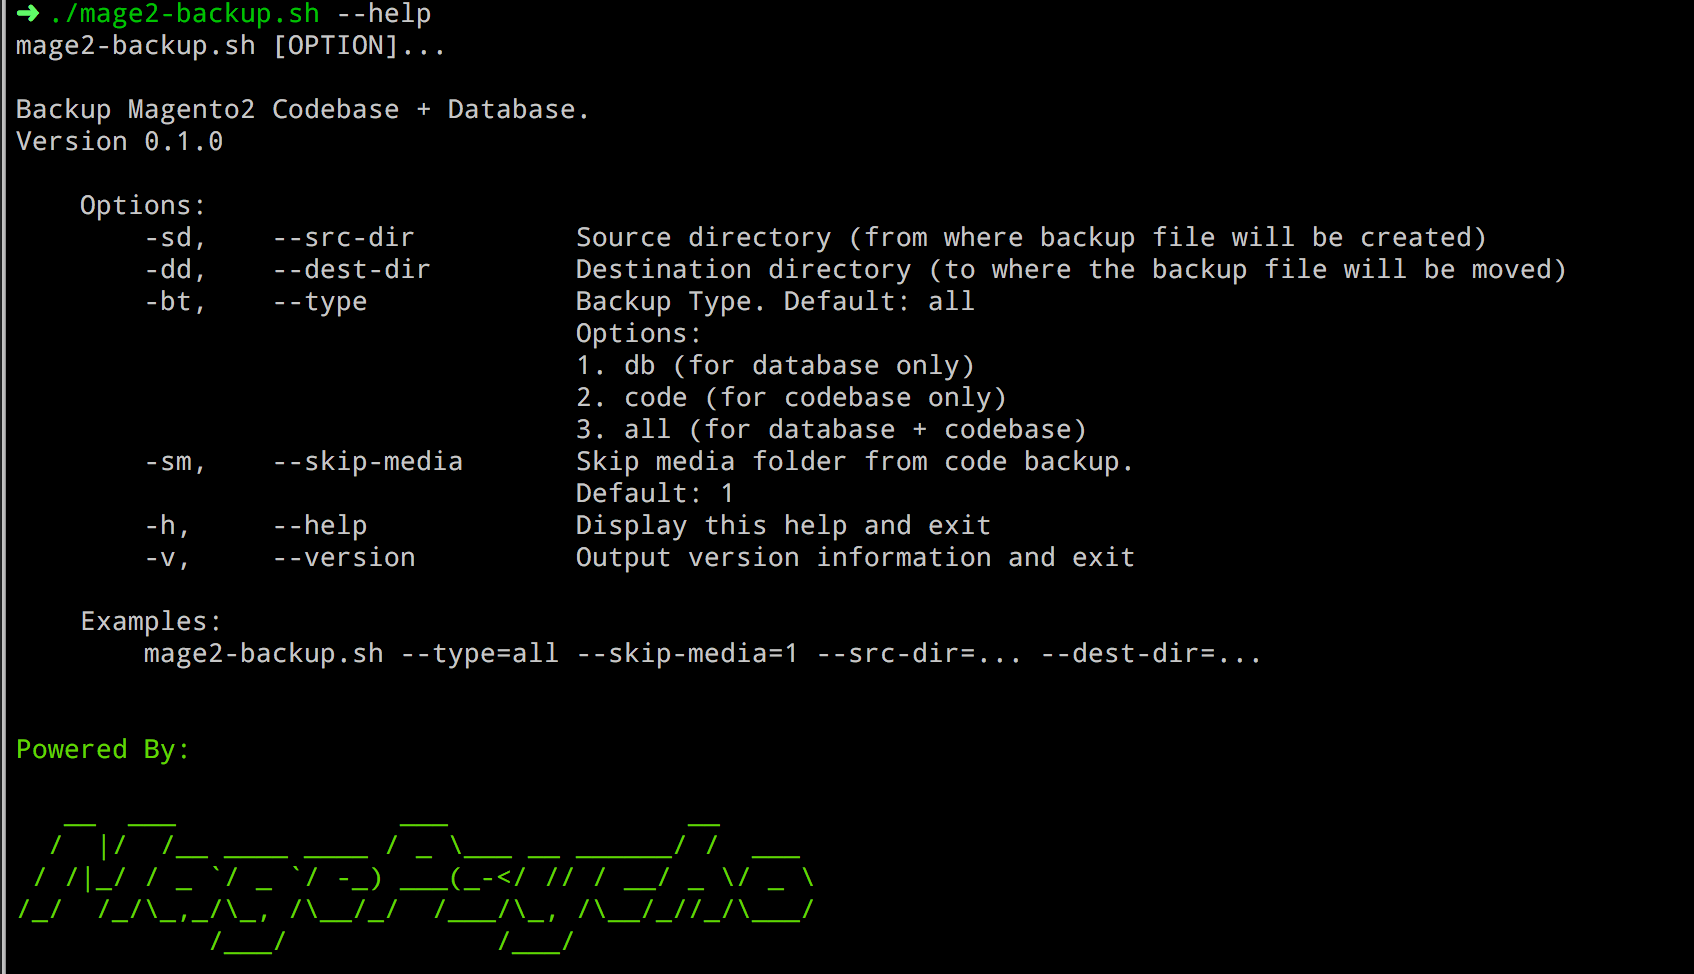 ➜ ./mage2-backup.sh --help
mage2-backup.sh [OPTION]...

Backup Magento2 Codebase + Database.
Version 0.1.0

    Options:
        -sd,    --src-dir          Source directory (from where backup file will be created)
        -dd,    --dest-dir         Destination directory (to where the backup file will be moved)
        -bt,    --type             Backup Type. Default: all
                                   Options:
                                   1. db (for database only)
                                   2. code (for codebase only)
                                   3. all (for database + codebase)
        -sm,    --skip-media       Skip media folder from code backup.
                                   Default: 1
        -h,     --help             Display this help and exit
        -v,     --version          Output version information and exit

    Examples:
        mage2-backup.sh --type=all --skip-media=1 --src-dir=... --dest-dir=...

Powered By:
MagePsycho